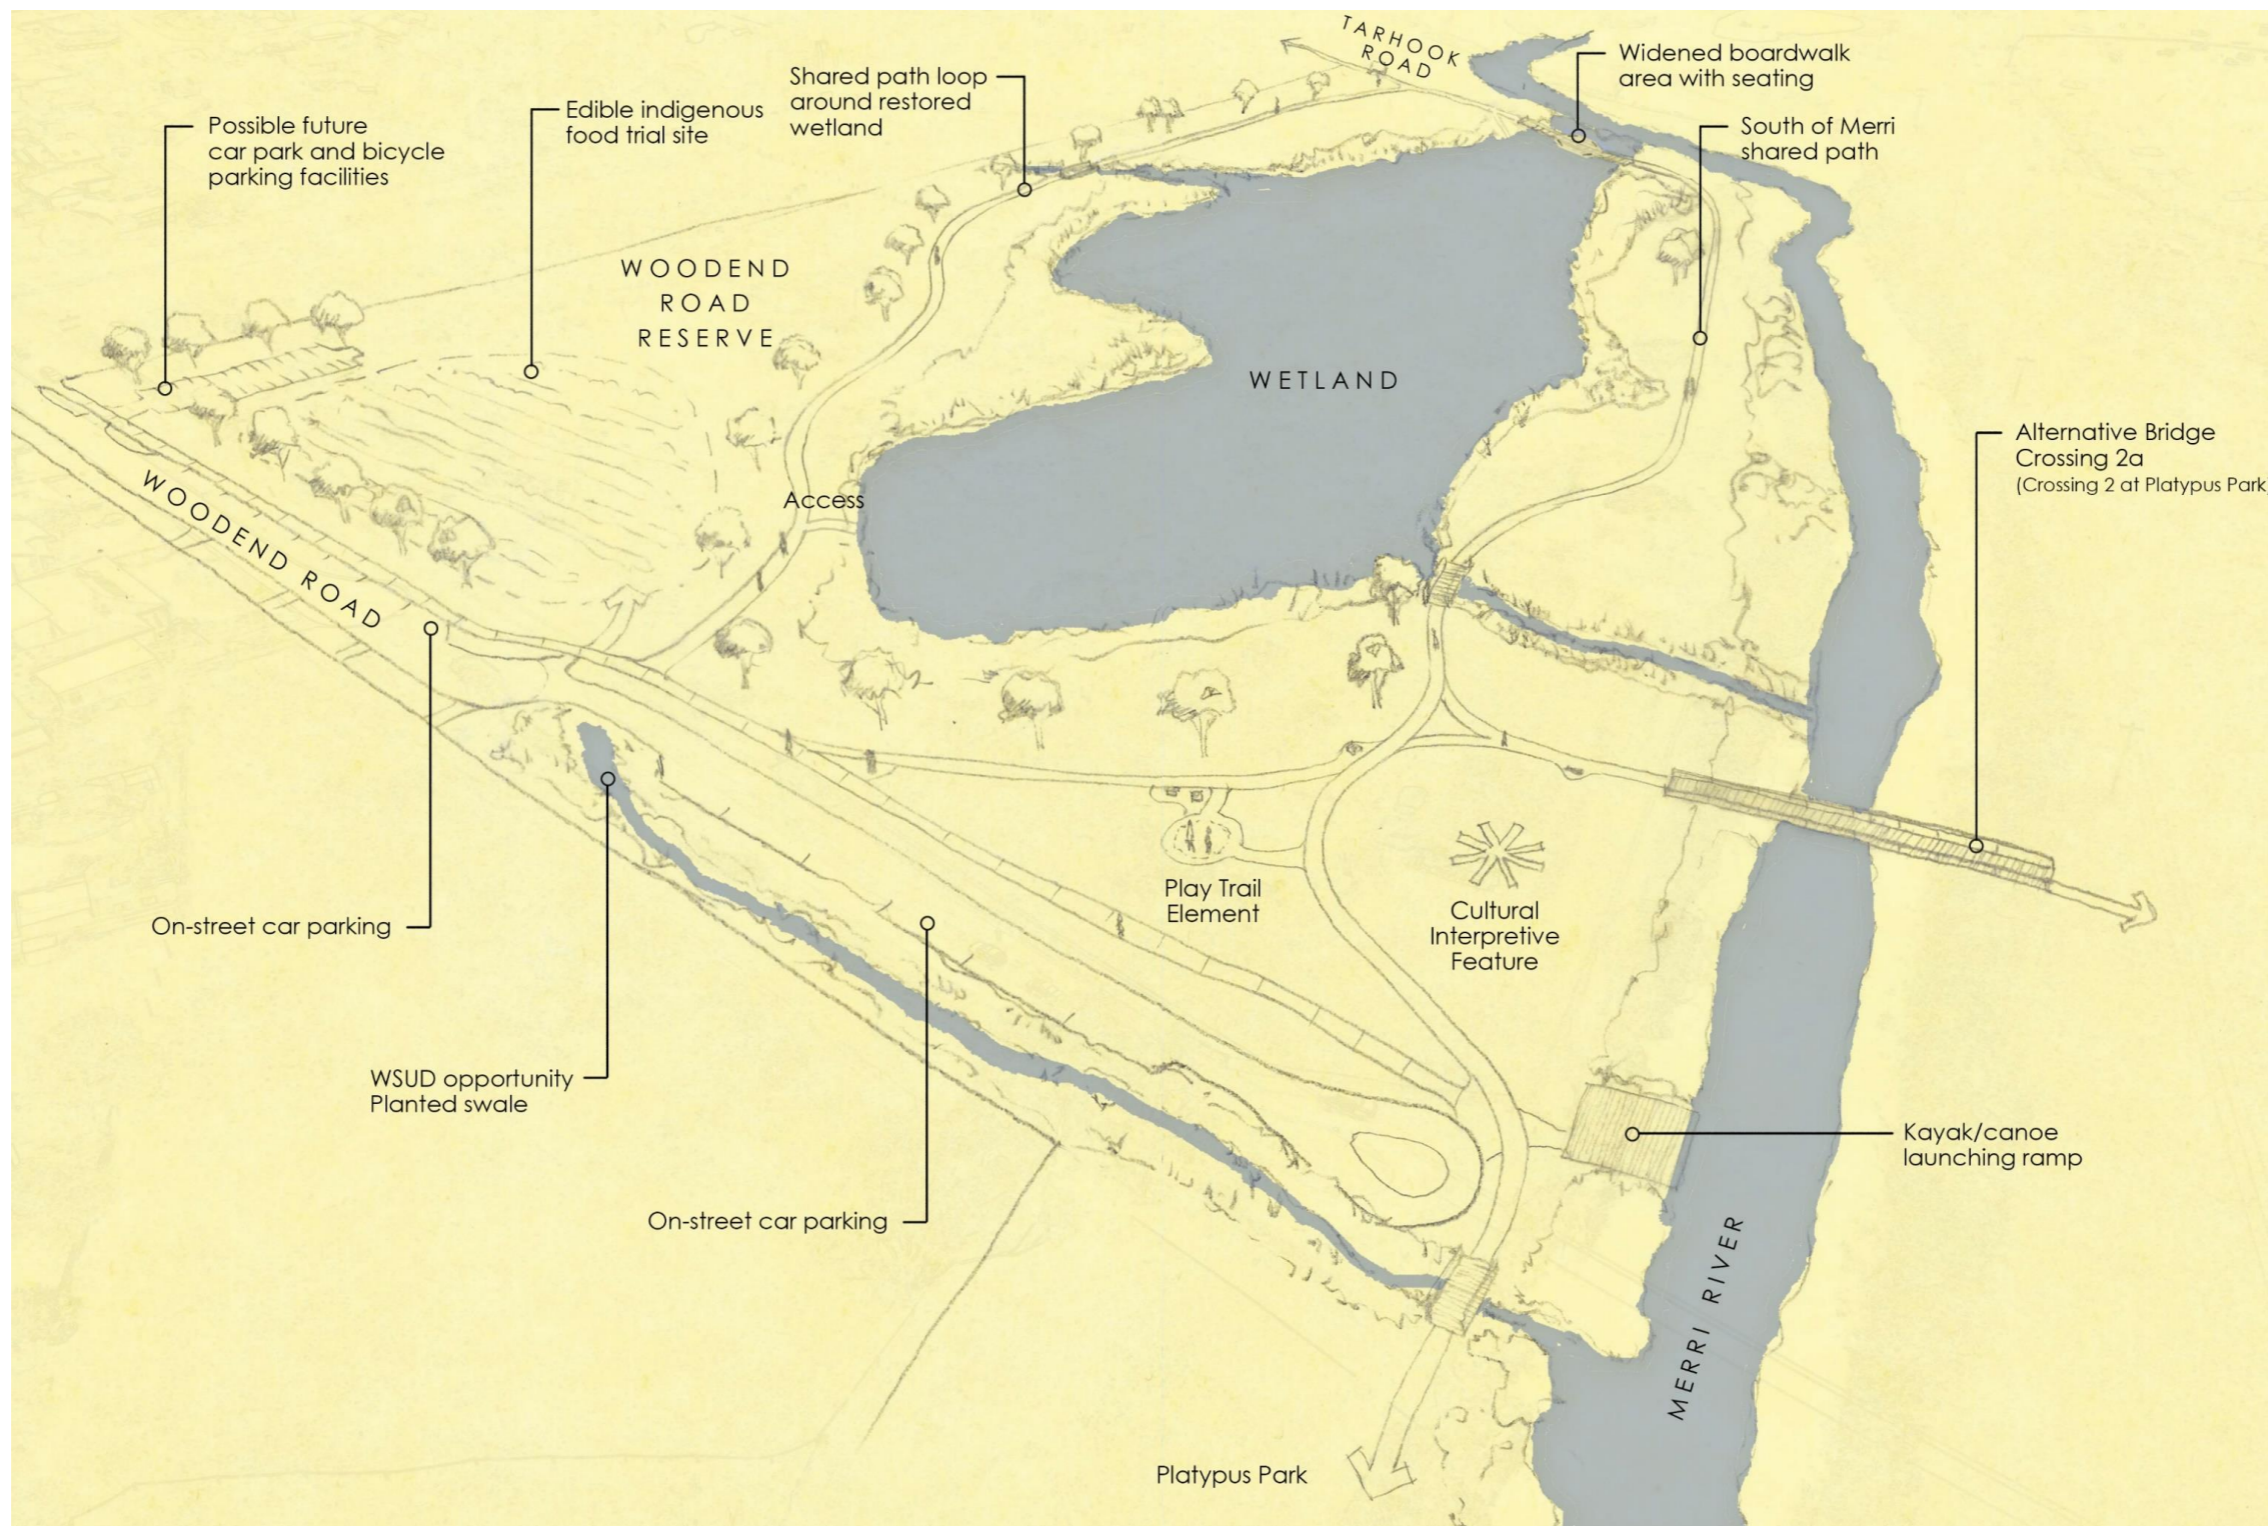 TARHOOK
ROAD
Widened boardwalk
area with seating
Shared path loop
around restored
wetland
Edible indigenous
food trial site
Possible future
car park and bicycle
parking facilities
South of Merri
shared path
WOODEND
ROAD
RESERVE
WETLAND
Alternative Bridge
Crossing 2a
(Crossing 2 at Platypus Park
Access
WOODEND ROAD
Play Trail
Element
Cultural
Interpretive
Feature
On-street car parking
WSUD opportunity
Planted swale
Kayak/canoe
launching ramp
On-street car parking
MERRI RIVER
Platypus Park